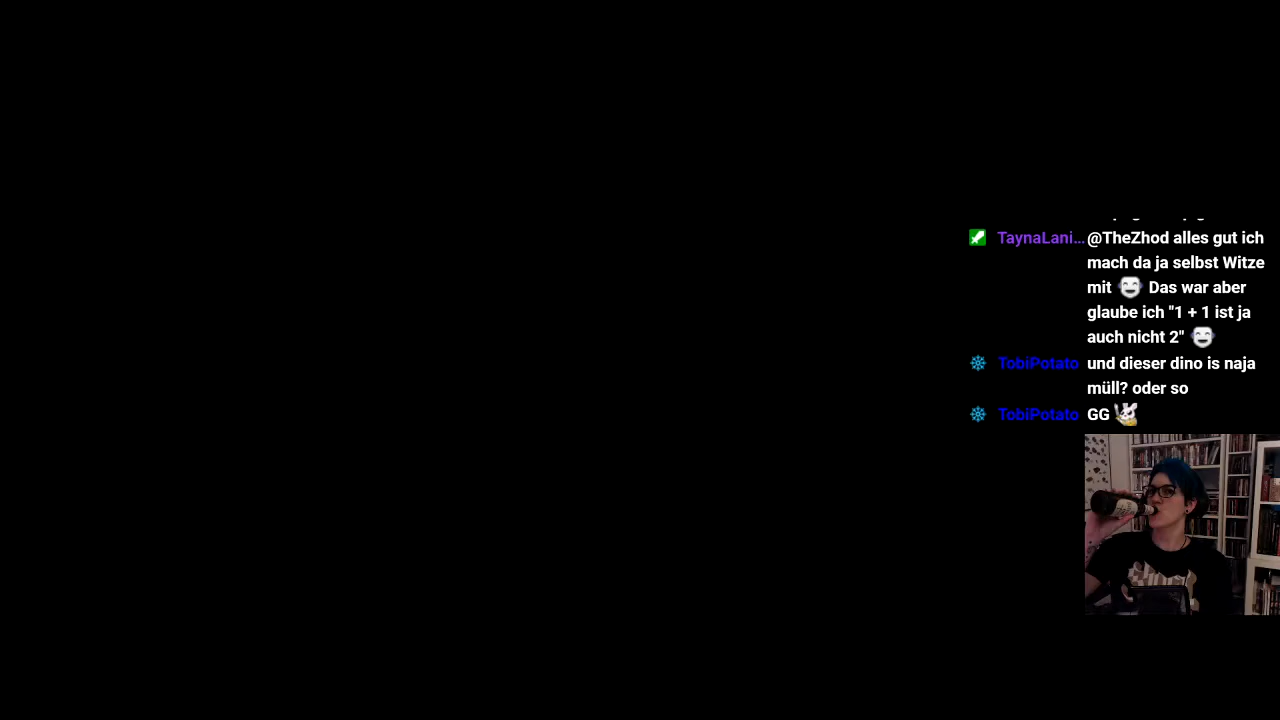 TaynaLani... @TheZhod alles gut ich
mach da ja selbst Witze
mit Das war aber
glaube ich "1 + 1 ist ja
auch nicht 2"
TobiPotato und dieser dino is naja
müll? oder so
TobiPotato GG